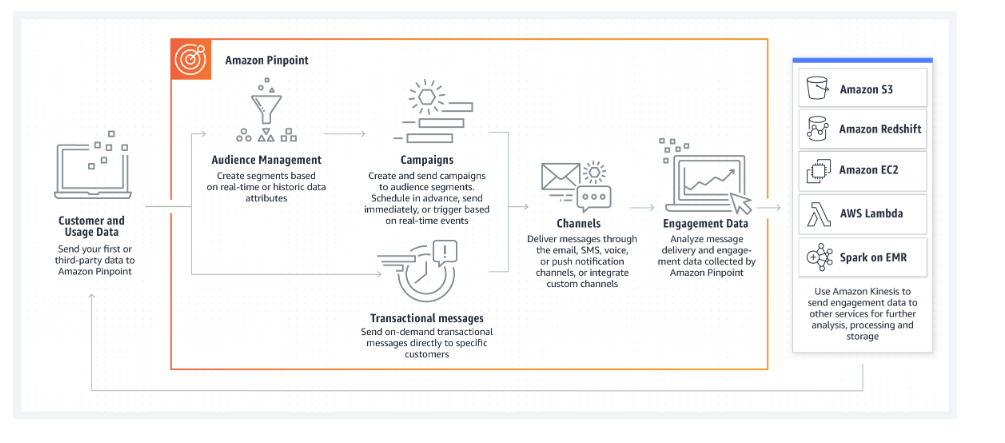 Amazon Pinpoint
Customer and
Usage Data
Send your first or
third-party data to
Amazon Pinpoint
Audience Management
Create segments based
on real-time or historic data
attributes
Campaigns
Create and send campaigns
to audience segments.
Schedule in advance, send
immediately, or trigger based
on real-time events
Transactional messages
Send on-demand transactional
messages directly to specific
customers
Channels
Deliver messages through
the email, SMS, voice,
or push notification
channels, or integrate
custom channels
Engagement Data
Analyze message
delivery and engage-
ment data collected by
Amazon Pinpoint
Amazon S3
Amazon Redshift
Amazon EC2
AWS Lambda
Spark on EMR
Use Amazon Kinesis to
send engagement data to
other services for further
analysis, processing and
storage